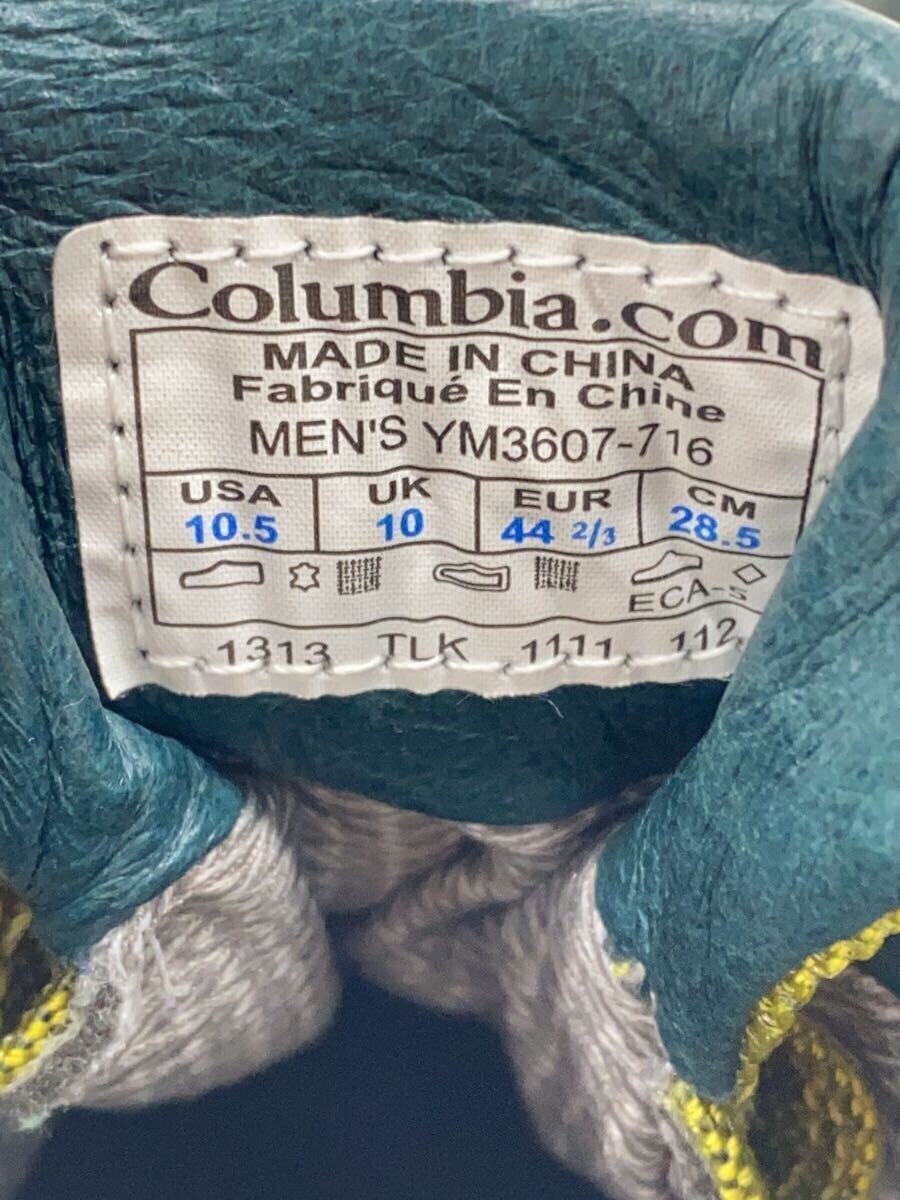 Columbia.com
MADE IN CHINA
Fabriqué En Chine
MEN'S YM3607-716
USA UK EUR CM
10.5 10 44 2/3 28.5
ECA-S
1313 TLK 1111 112